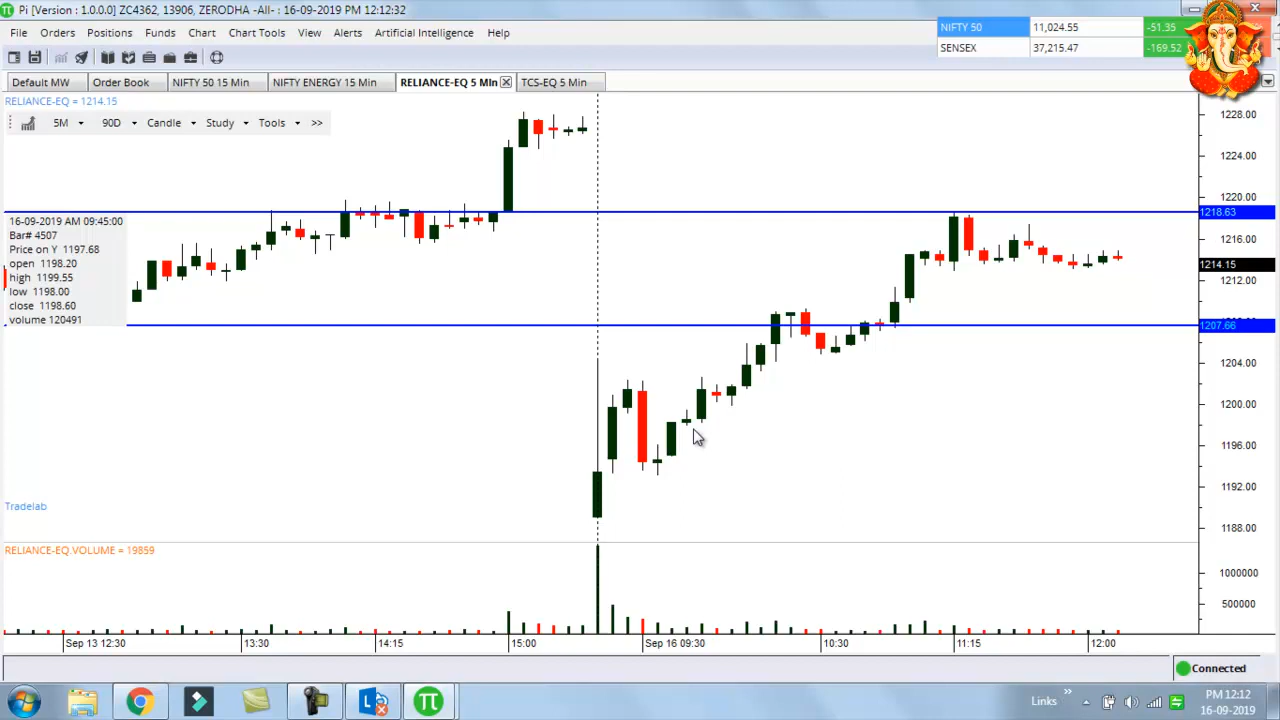 Pi [Version : 1.0.0.0] ZC4362, 13906, ZERODHA -All- : 16-09-2019 12:12:32
File Orders Positions Funds Chart View Alerts Artificial Intelligenids Help
NIFTY 50 11,024.55 -51.35
SENSEX 37,215.47 -169.52
Default MW Order Book NIFTY 50 15 Min NIFTY ENERGY 15 Min RELIANCE-EQ 5 Min TCS-EQ 5 Min
RELIANCE-EQ = 1214.15
5M 90D Candle Study Tools >>
16-09-2019 AM 09:45:00
Bar# 4507
Price on Y 1197.68
open 1198.20
high 1199.55
low 1198.00
close 1198.60
volume 120491
1228.00
1224.00
1220.00
1218.63
1216.00
1214.15
1212.00
1207.66
1204.00
1200.00
1196.00
1192.00
1188.00
Tradelab
RELIANCE-EQ.VOLUME = 19859
1000000
500000
Sep 13 12:30 13:30 14:15 15:00 Sep 16 09:30 10:30 11:15 12:00
Connected
Links
PM 12:12
16-09-2019